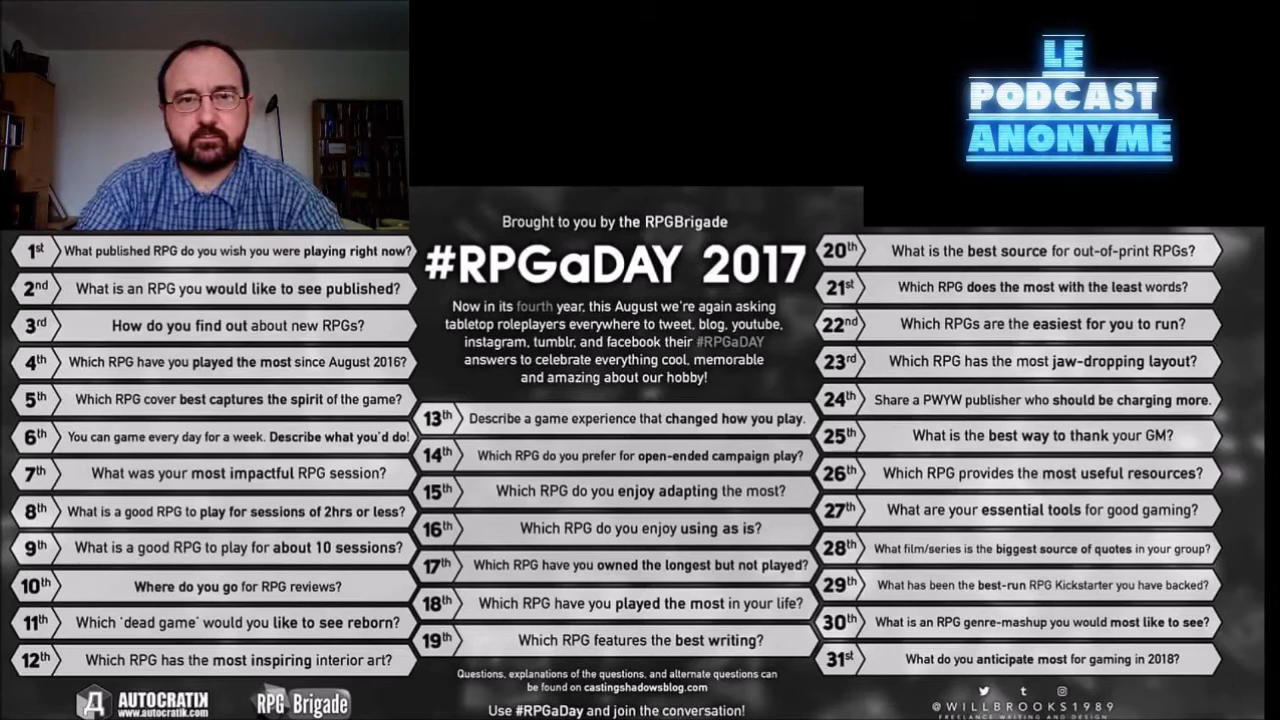 LE
PODCAST
ANONYME
Brought to you by the RPGBrigade
#RPGaDAY 2017
Now in its fourth year, this August we're again asking
tabletop roleplayers everywhere to tweet, blog, youtube,
instagram, tumblr, and facebook their #RPGaDAY
answers to celebrate everything cool, memorable
and amazing about our hobby!
1st What published RPG do you wish you were playing right now?
2nd What is an RPG you would like to see published?
3rd How do you find out about new RPGs?
4th Which RPG have you played the most since August 2016?
5th Which RPG cover best captures the spirit of the game?
6th You can game every day for a week. Describe what you'd do!
7th What was your most impactful RPG session?
8th What is a good RPG to play for sessions of 2hrs or less?
9th What is a good RPG to play for about 10 sessions?
10th Where do you go for RPG reviews?
11th Which 'dead game' would you like to see reborn?
12th Which RPG has the most inspiring interior art?
13th Describe a game experience that changed how you play.
14th Which RPG do you prefer for open-ended campaign play?
15th Which RPG do you enjoy adapting the most?
16th Which RPG do you enjoy using as is?
17th Which RPG have you owned the longest but not played?
18th Which RPG have you played the most in your life?
19th Which RPG features the best writing?
20th What is the best source for out-of-print RPGs?
21st Which RPG does the most with the least words?
22nd Which RPGs are the easiest for you to run?
23rd Which RPG has the most jaw-dropping layout?
24th Share a PWYW publisher who should be charging more.
25th What is the best way to thank your GM?
26th Which RPG provides the most useful resources?
27th What are your essential tools for good gaming?
28th What film/series is the biggest source of quotes in your group?
29th What has been the best-run RPG Kickstarter you have backed?
30th What is an RPG genre-mashup you would most like to see?
31st What do you anticipate most for gaming in 2018?
AUTOCRATIK
www.autocratik.com
RPG Brigade
Questions, explanations of the questions, and alternate questions can
be found on castingshadowsblog.com
Use #RPGaDay and join the conversation!
@WILLBROOKS1989
FREELANCE WRITING AND DESIGN